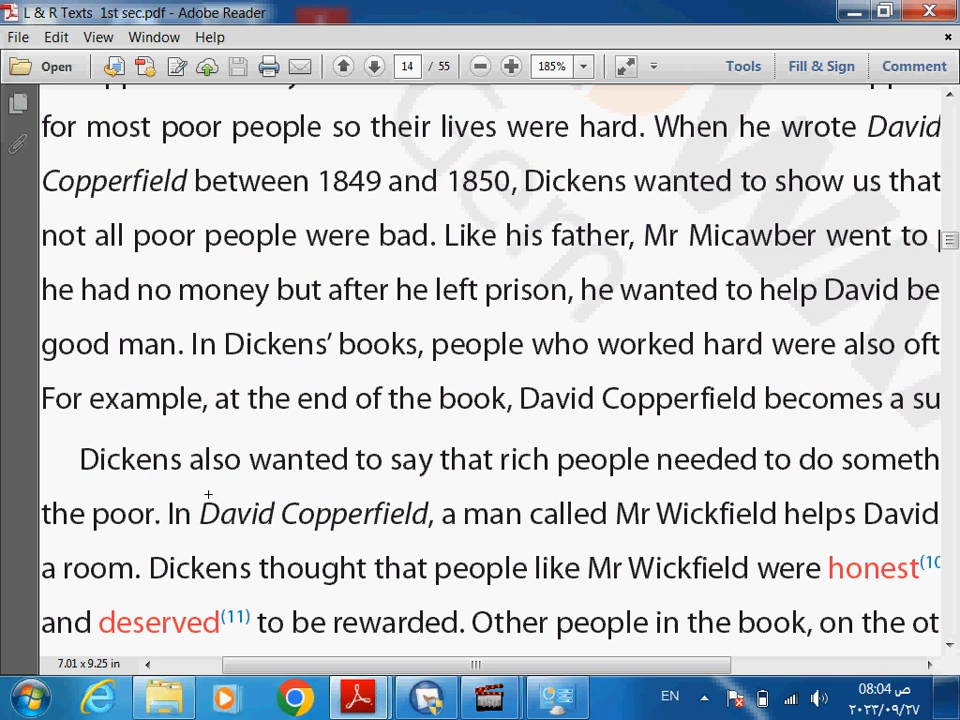 L & R Texts 1st sec.pdf - Adobe Reader
File Edit View Window Help
Open 14 / 55 185% Tools Fill & Sign Comment
for most poor people so their lives were hard. When he wrote David
Copperfield between 1849 and 1850, Dickens wanted to show us that
not all poor people were bad. Like his father, Mr Micawber went to
he had no money but after he left prison, he wanted to help David be
good man. In Dickens’ books, people who worked hard were also oft
For example, at the end of the book, David Copperfield becomes a su
Dickens also wanted to say that rich people needed to do someth
the poor. In David Copperfield, a man called Mr Wickfield helps David
a room. Dickens thought that people like Mr Wickfield were honest(10
and deserved(11) to be rewarded. Other people in the book, on the ot
7.01 x 9.25 in
EN
08:04 ص
٢٠٢٣/٠٩/٢٧